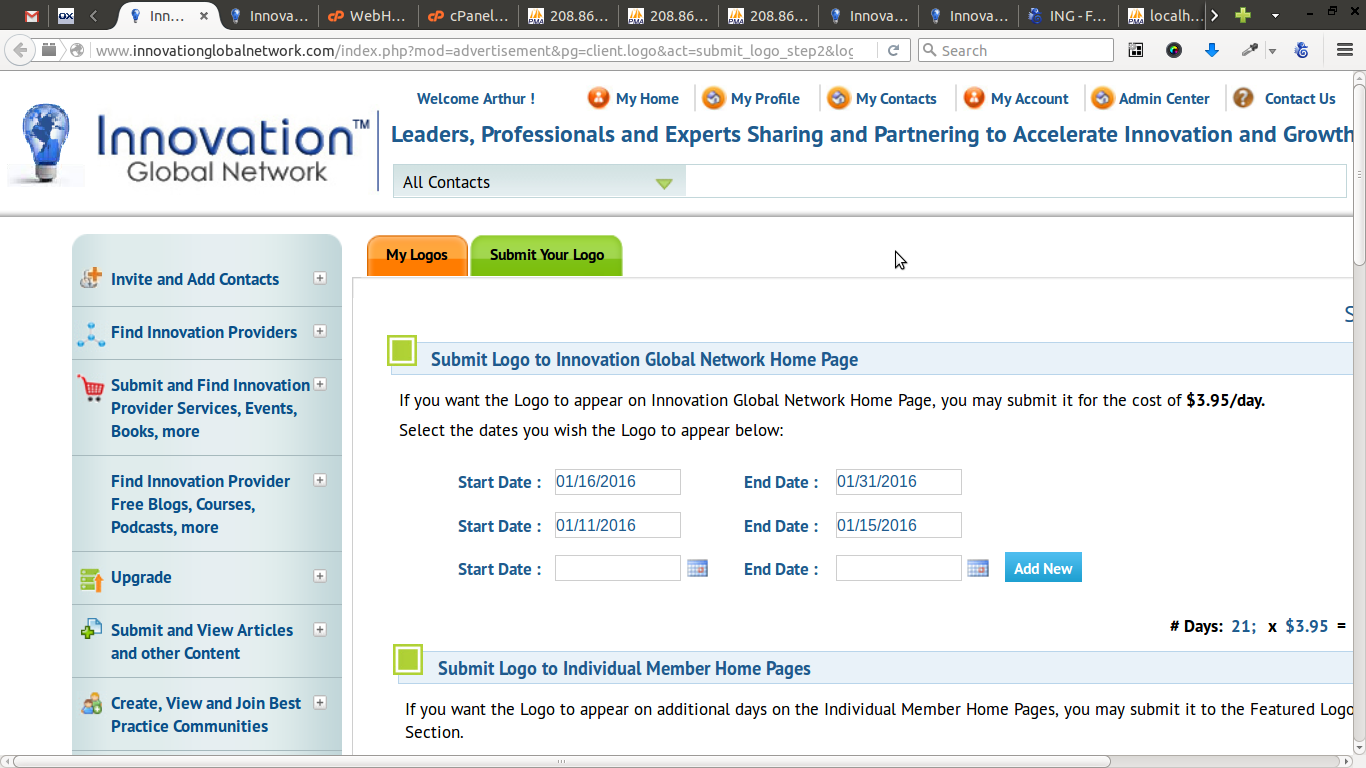 Inn...
Innova...
WebH...
cPanel...
208.86...
208.86...
208.86...
Innova...
Innova...
ING - F...
localh...
www.innovationglobalnetwork.com/index.php?mod=advertisement&pg=client.logo&act=submit_logo_step2&log
Search
Welcome Arthur !
My Home
My Profile
My Contacts
My Account
Admin Center
Contact Us
Innovation™
Global Network
Leaders, Professionals and Experts Sharing and Partnering to Accelerate Innovation and Growth
All Contacts
Invite and Add Contacts
Find Innovation Providers
Submit and Find Innovation
Provider Services, Events,
Books, more
Find Innovation Provider
Free Blogs, Courses,
Podcasts, more
Upgrade
Submit and View Articles
and other Content
Create, View and Join Best
Practice Communities
My Logos
Submit Your Logo
S
Submit Logo to Innovation Global Network Home Page
If you want the Logo to appear on Innovation Global Network Home Page, you may submit it for the cost of $3.95/day.
Select the dates you wish the Logo to appear below:
Start Date : 01/16/2016 End Date : 01/31/2016
Start Date : 01/11/2016 End Date : 01/15/2016
Start Date : End Date : Add New
# Days: 21; x $3.95 =
Submit Logo to Individual Member Home Pages
If you want the Logo to appear on additional days on the Individual Member Home Pages, you may submit it to the Featured Logo
Section.